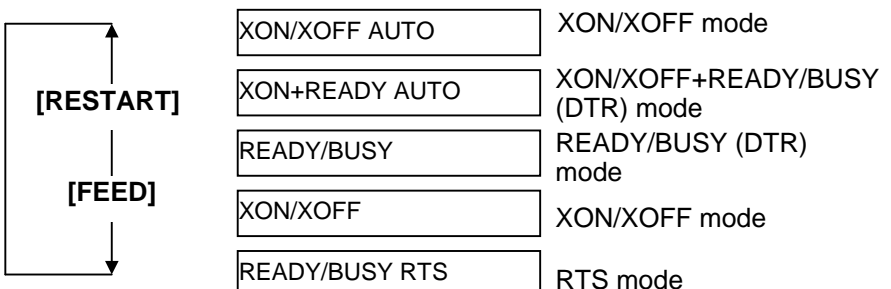 XON/XOFF AUTO XON/XOFF mode
[RESTART] XON+READY AUTO XON/XOFF+READY/BUSY
(DTR) mode
READY/BUSY READY/BUSY (DTR)
mode
[FEED]
XON/XOFF XON/XOFF mode
READY/BUSY RTS RTS mode